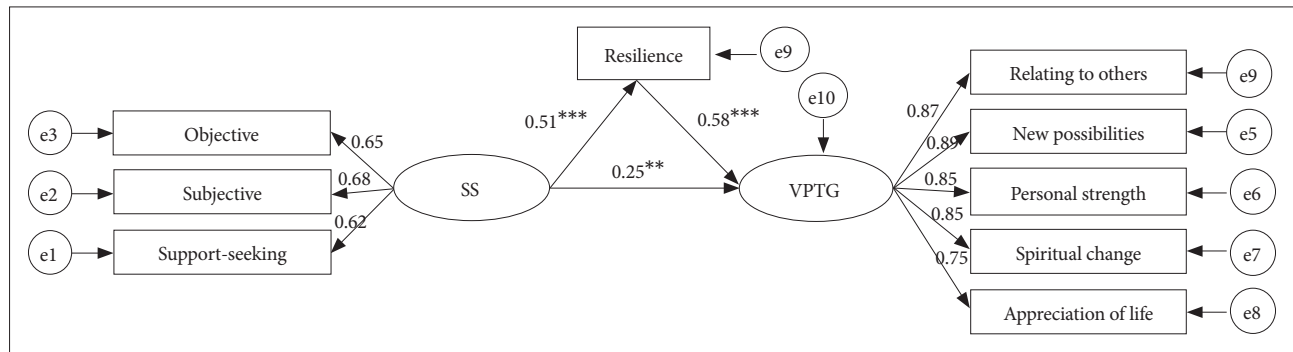 Resilience
e9
e10
0.51***
0.58***
0.25**
SS
VPTG
e3
Objective
0.65
e2
Subjective
0.68
e1
Support-seeking
0.62
0.87
Relating to others
e9
0.89
New possibilities
e5
0.85
Personal strength
e6
0.85
Spiritual change
e7
0.75
Appreciation of life
e8